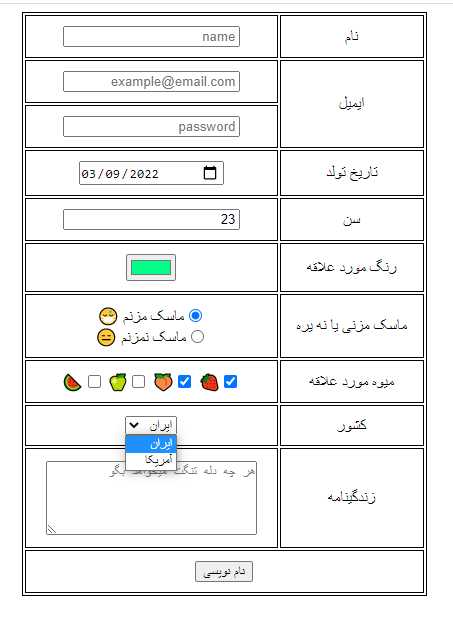 نام
name
ایمیل
example@email.com
password
تاریخ تولد
03/09/2022
سن
23
رنگ مورد علاقه
ماسک مزنی یا نه یره
ماسک مزنم 😷
ماسک نمزنم 😑
میوه مورد علاقه
🍓 🍑 🍏 🍉
کشور
ایران
ایران
آمریکا
زندگینامه
هر چه دله تنگت میخواهد بگو
نام نویسی